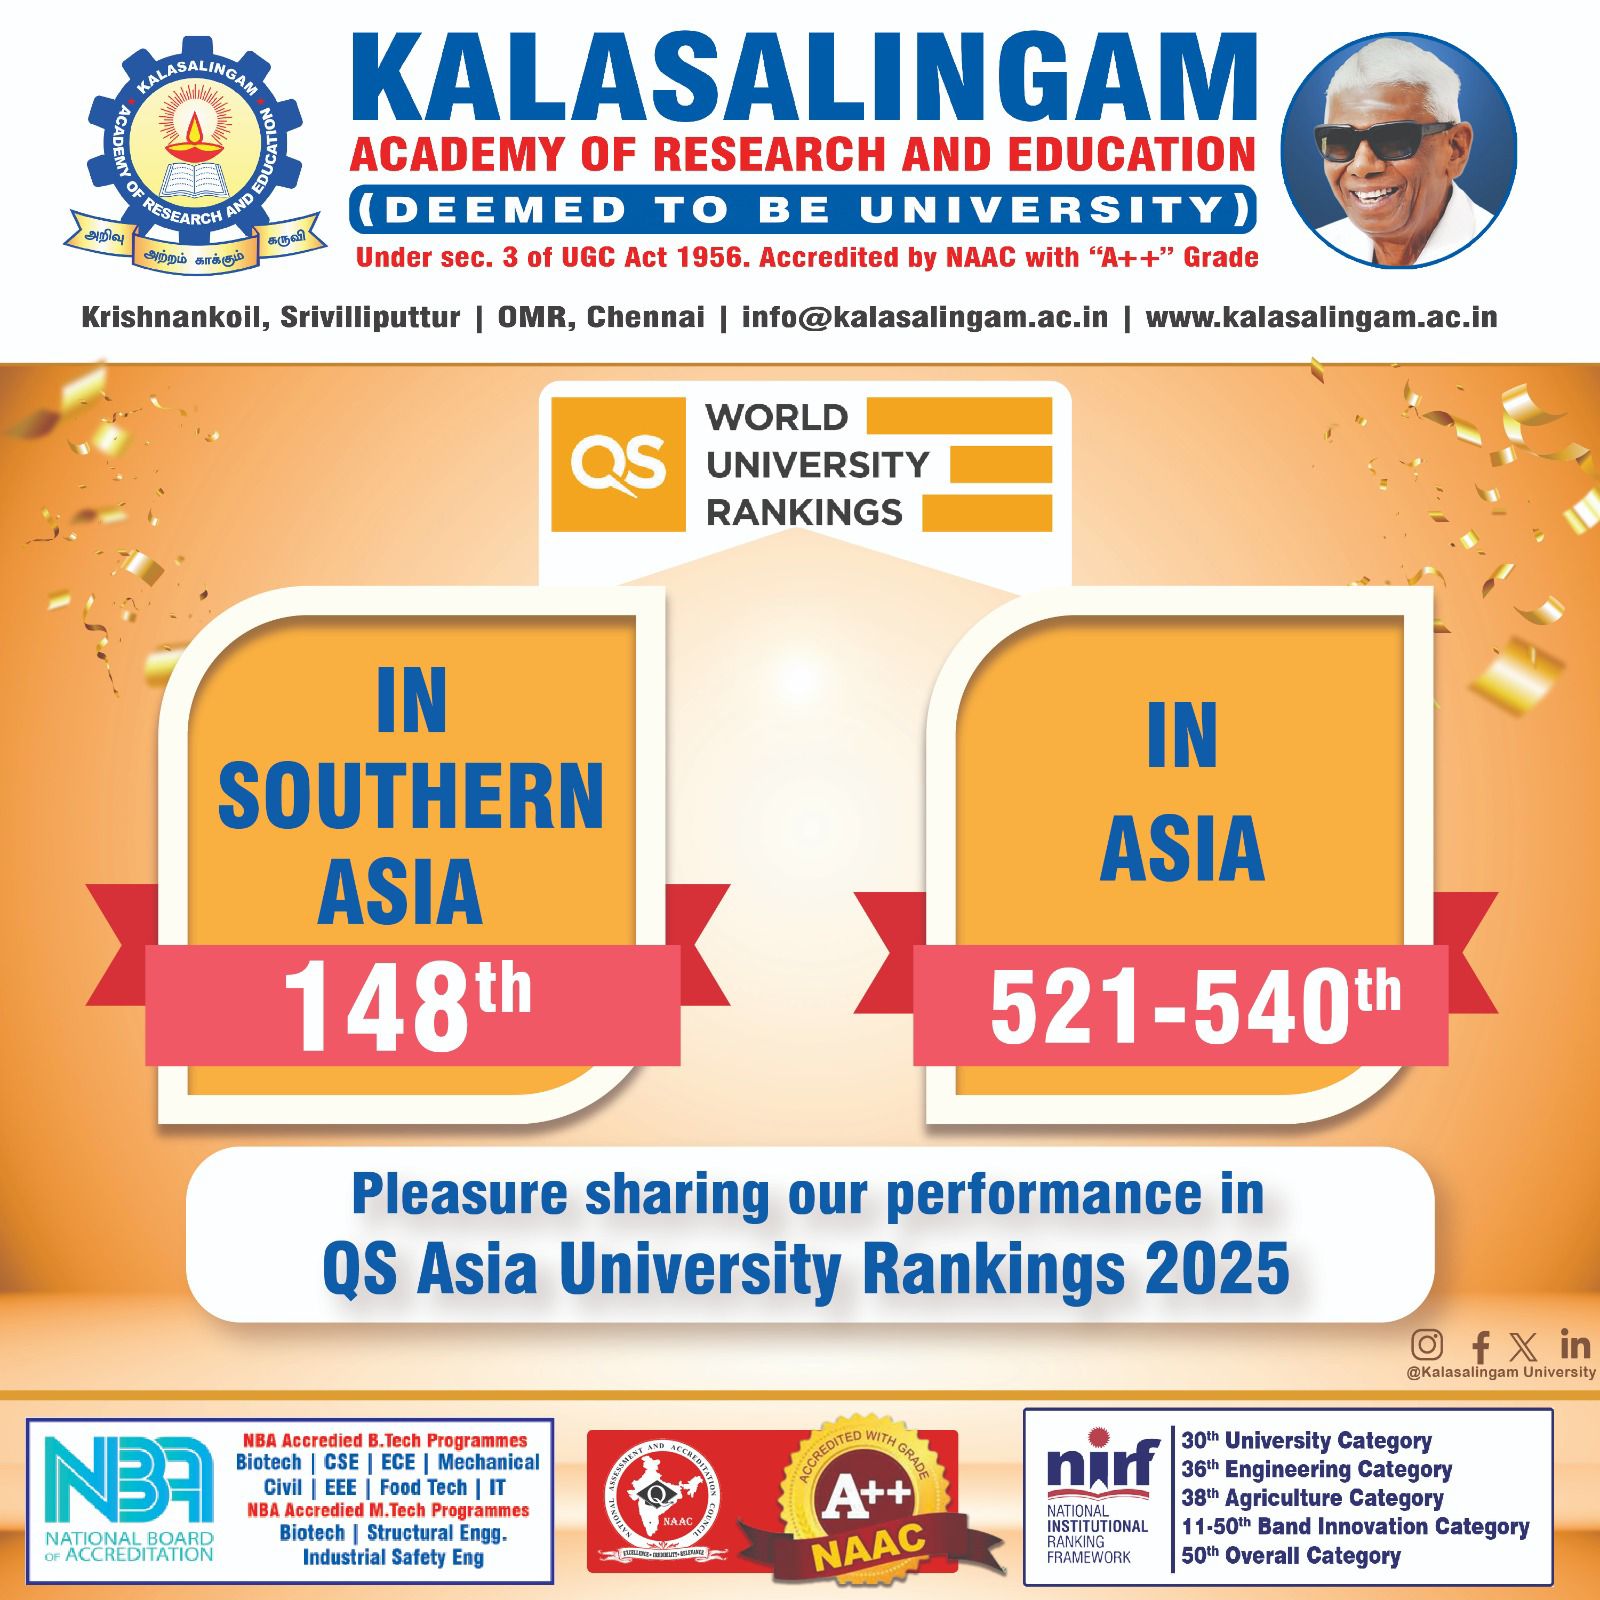 KALASALINGAM
ACADEMY OF RESEARCH AND EDUCATION
(DEEMED TO BE UNIVERSITY)
Under sec. 3 of UGC Act 1956. Accredited by NAAC with “A++” Grade
KALASALINGAM ACADEMY OF RESEARCH AND EDUCATION
அறிவு
அற்றம் காக்கும்
கருவி
Krishnankoil, Srivilliputtur | OMR, Chennai | info@kalasalingam.ac.in | www.kalasalingam.ac.in
QS
WORLD
UNIVERSITY
RANKINGS
IN
SOUTHERN
ASIA
148th
IN
ASIA
521-540th
Pleasure sharing our performance in
QS Asia University Rankings 2025
@Kalasalingam University
NBA
NATIONAL BOARD
OF ACCREDITATION
NBA Accredied B.Tech Programmes
Biotech | CSE | ECE | Mechanical
Civil | EEE | Food Tech | IT
NBA Accredied M.Tech Programmes
Biotech | Structural Engg.
Industrial Safety Eng
NATIONAL ASSESSMENT AND ACCREDITATION COUNCIL
NAAC
EXCELLENCE • CREDIBILITY • RELEVANCE
ACCREDITED WITH GRADE
A++
NAAC
nirf
NATIONAL
INSTITUTIONAL
RANKING
FRAMEWORK
30th University Category
36th Engineering Category
38th Agriculture Category
11-50th Band Innovation Category
50th Overall Category